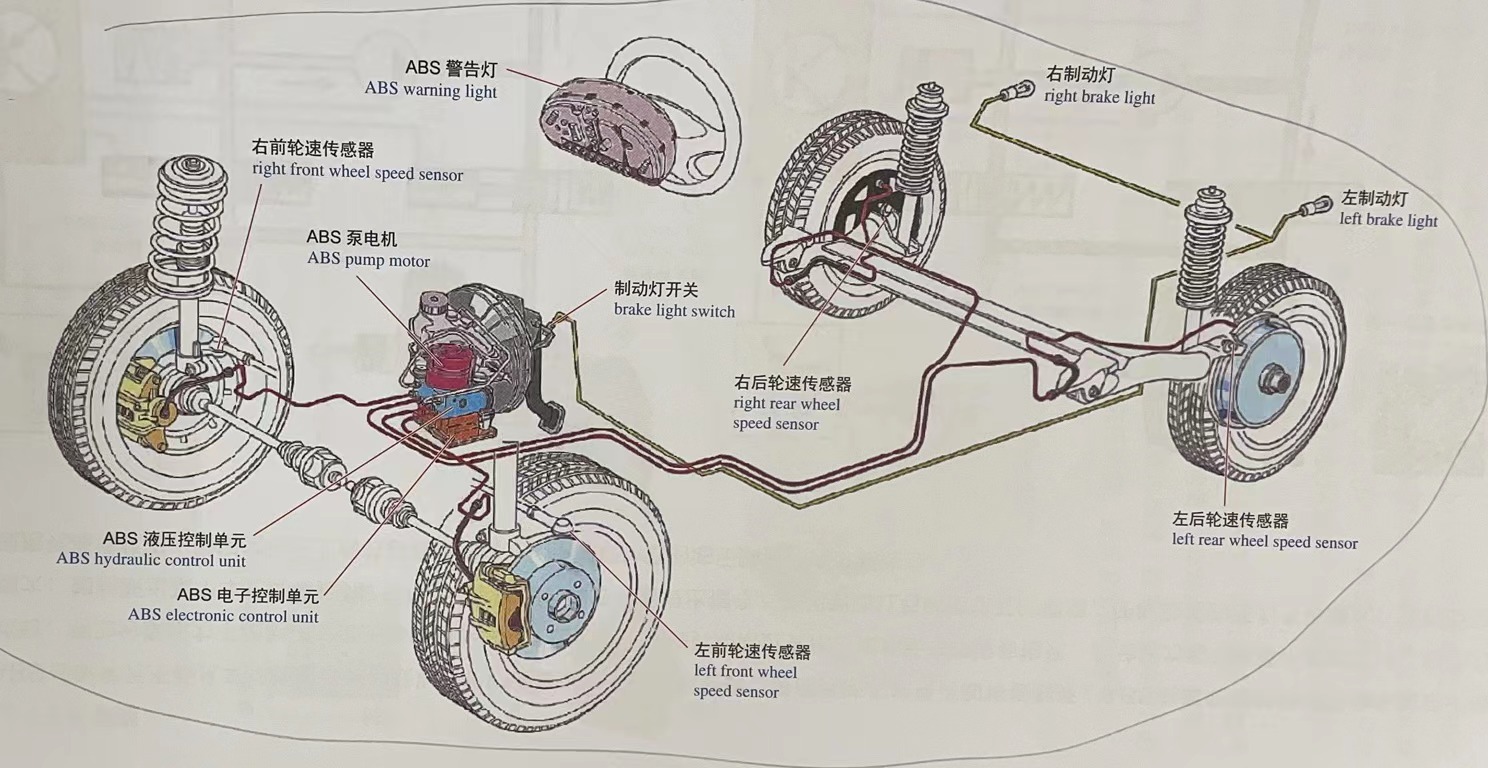 ABS 警告灯
ABS warning light
右制动灯
right brake light
右前轮速传感器
right front wheel speed sensor
左制动灯
left brake light
ABS 泵电机
ABS pump motor
制动灯开关
brake light switch
右后轮速传感器
right rear wheel
speed sensor
左后轮速传感器
left rear wheel speed sensor
ABS 液压控制单元
ABS hydraulic control unit
ABS 电子控制单元
ABS electronic control unit
左前轮速传感器
left front wheel
speed sensor